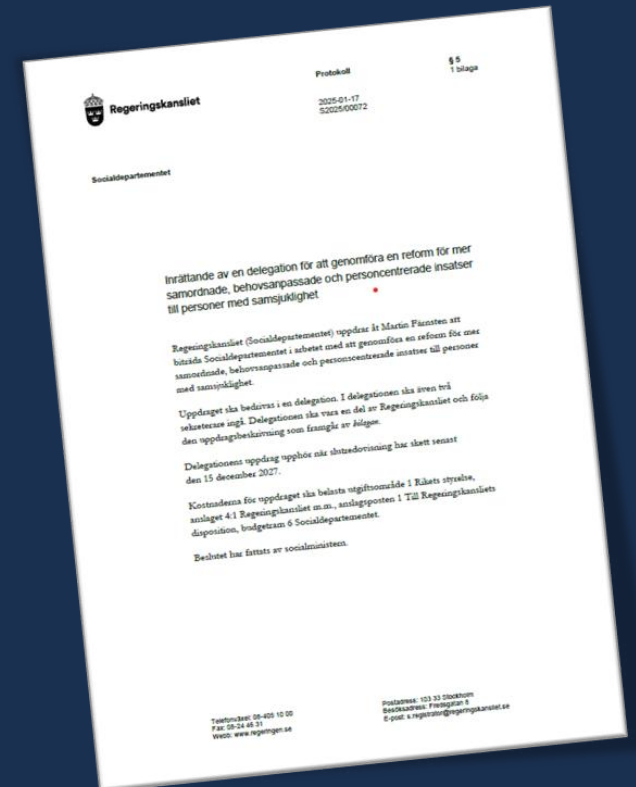 Regeringskansliet
Protokoll
§ 5
1 bilaga
2025-01-17
S2025/00072
Socialdepartementet
Inrättande av en delegation för att genomföra en reform för mer
samordnade, behovsanpassade och personcentrerade insatser
till personer med samsjuklighet
Regeringskansliet (Socialdepartementet) uppdrar åt Martin Färnsten att
biträda Socialdepartementet i arbetet med att genomföra en reform för mer
samordnade, behovsanpassade och personscentrerade insatser till personer
med samsjuklighet.
Uppdraget ska bedrivas i en delegation. I delegationen ska även två
sekreterare ingå. Delegationen ska vara en del av Regeringskansliet och följa
den uppdragsbeskrivning som framgår av bilagan.
Delegationens uppdrag upphör när slutredovisning har skett senast
den 15 december 2027.
Kostnaderna för uppdraget ska belasta utgiftsområde 1 Rikets styrelse,
anslaget 4:1 Regeringskansliet m.m., anslagsposten 1 Till Regeringskansliets
disposition, budgetram 6 Socialdepartementet.
Beslutet har fattats av socialministern.
Telefonväxel: 08-405 10 00
Fax: 08-24 46 31
Webb: www.regeringen.se
Postadress: 103 33 Stockholm
Besöksadress: Fredsgatan 8
E-post: s.registrator@regeringskansliet.se